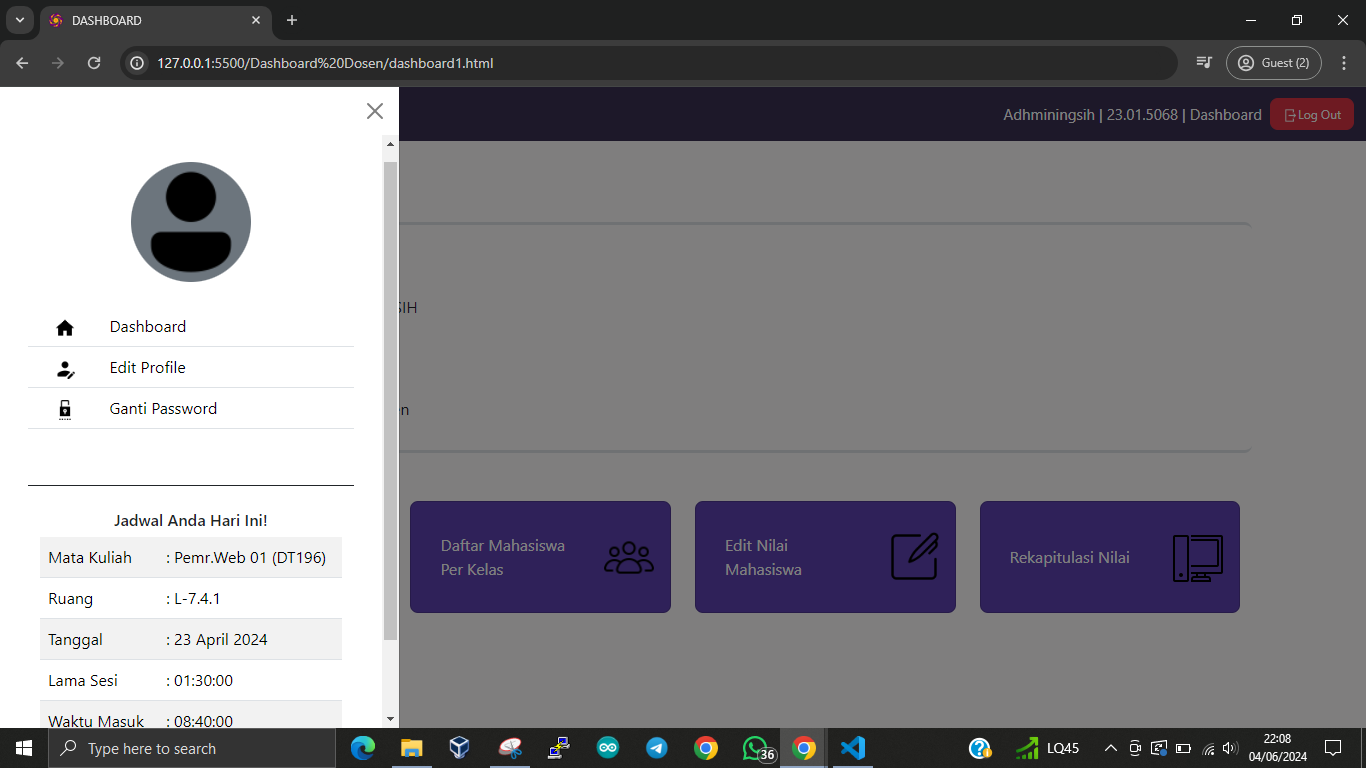 DASHBOARD
127.0.0.1:5500/Dashboard%20Dosen/dashboard1.html
Guest (2)
Adhminingsih | 23.01.5068 | Dashboard
Log Out
SIH
Dashboard
Edit Profile
en
Ganti Password
Jadwal Anda Hari Ini!
Mata Kuliah : Pemr.Web 01 (DT196)
Ruang : L-7.4.1
Tanggal : 23 April 2024
Lama Sesi : 01:30:00
Waktu Masuk : 08:40:00
Daftar Mahasiswa
Per Kelas
Edit Nilai
Mahasiswa
Rekapitulasi Nilai
Type here to search
36
LQ45
22:08
04/06/2024